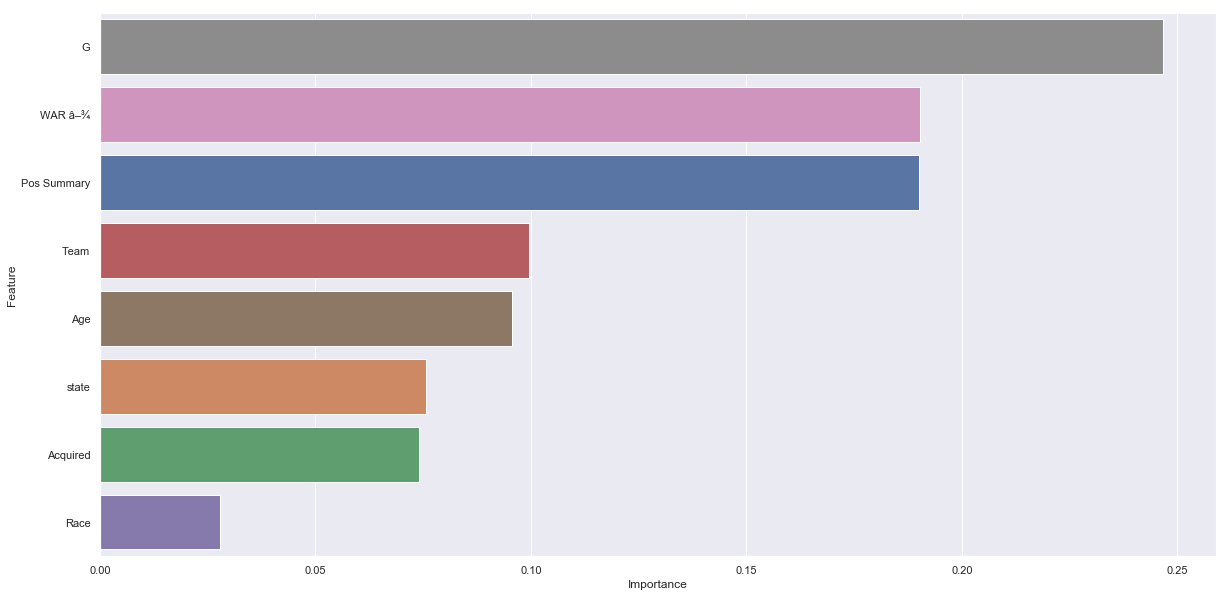 G
WAR â–¾
Pos Summary
Team
Age
state
Acquired
Race
Feature
0.00 0.05 0.10 0.15 0.20 0.25
Importance